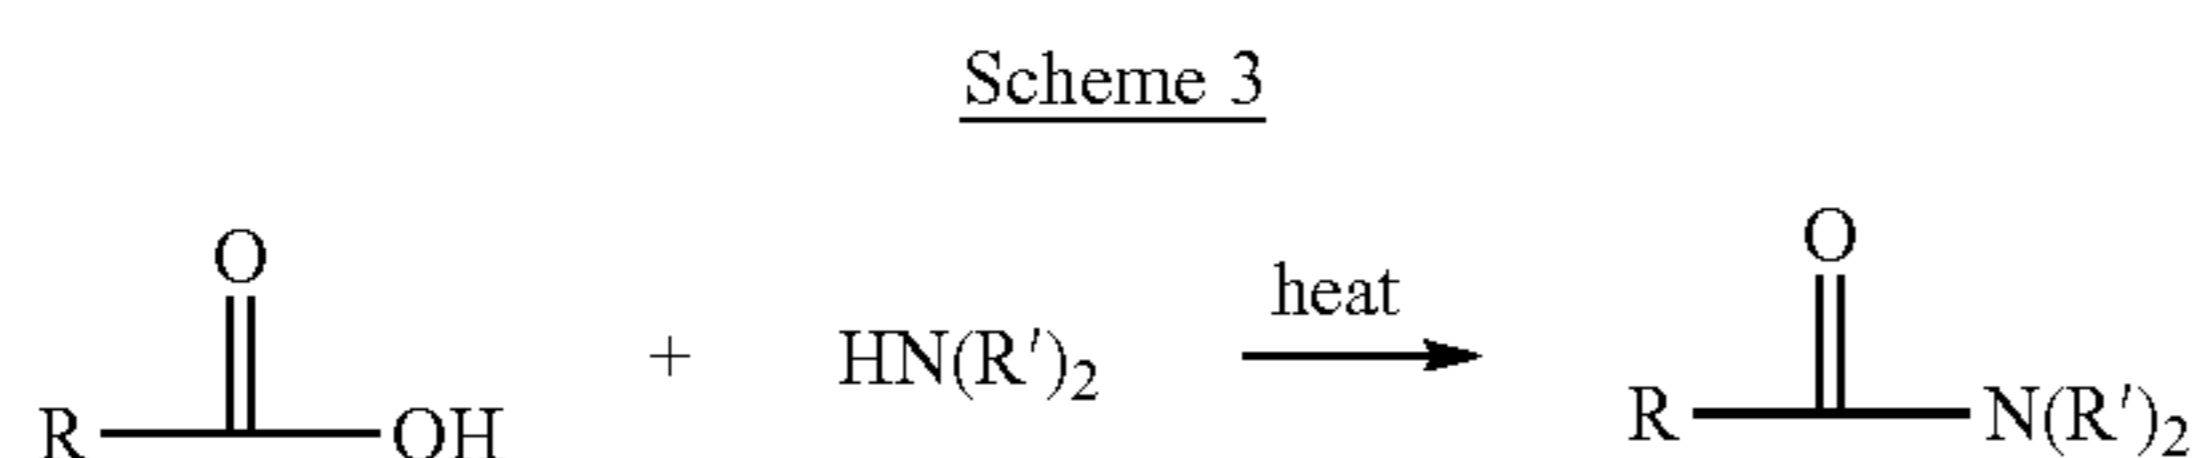 Scheme 3
O
R
OH
+
HN(R′)₂
heat
O
R
N(R′)₂